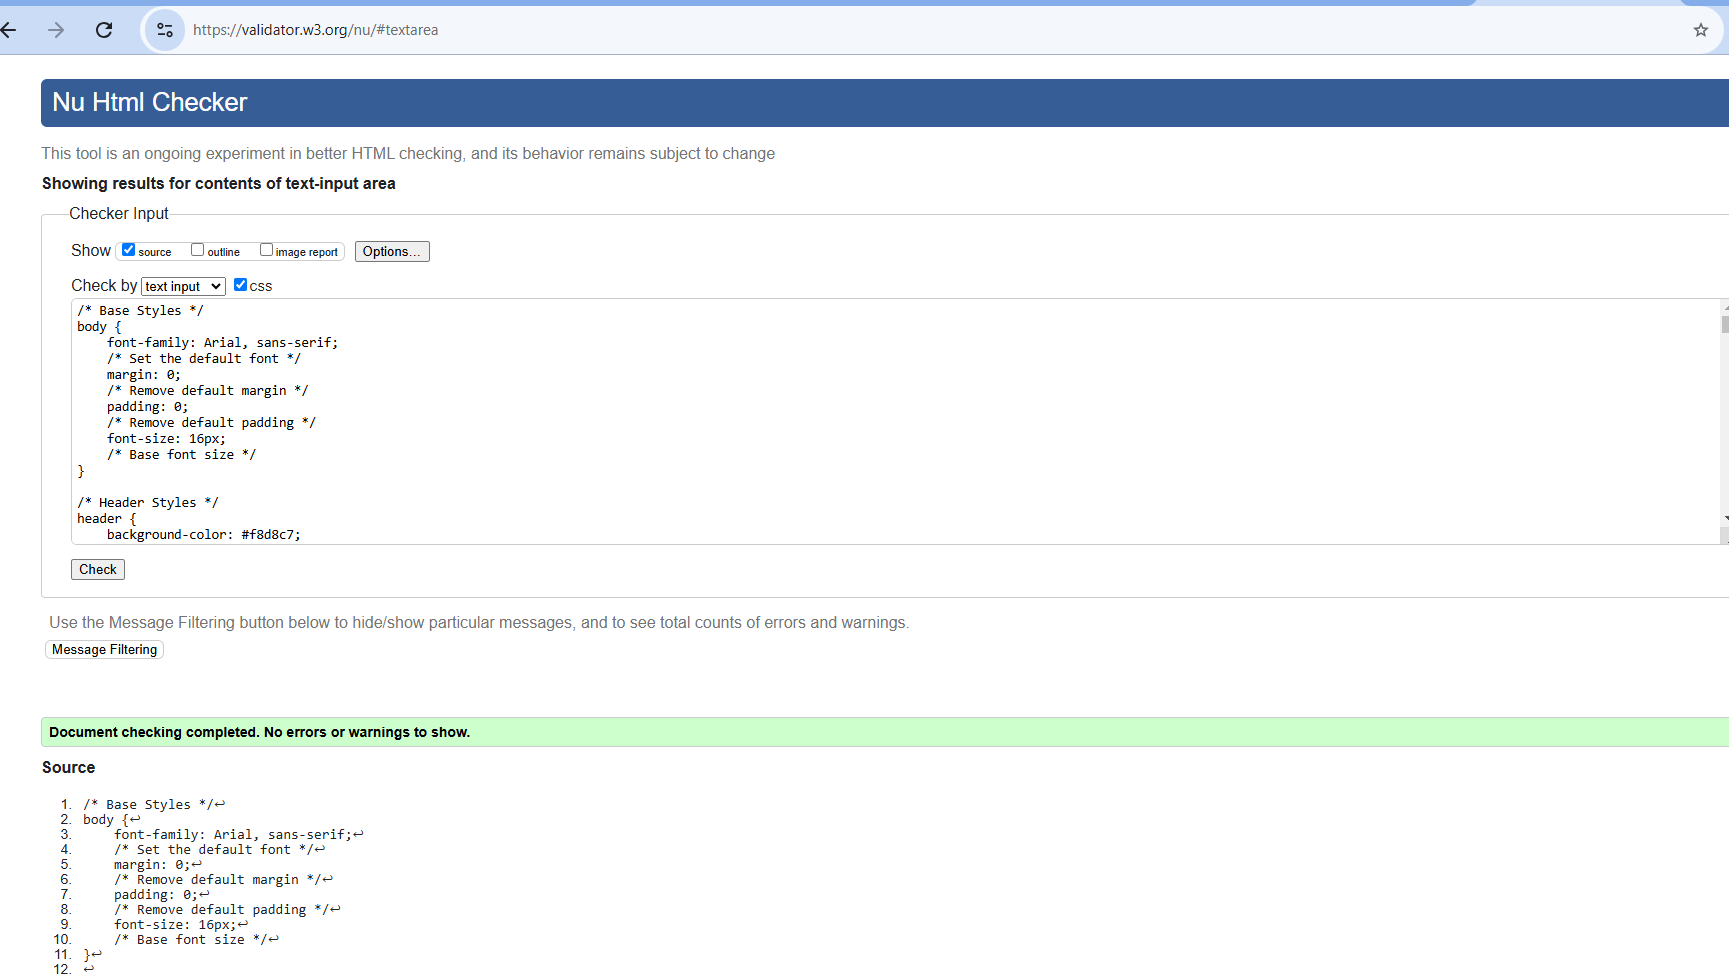 https://validator.w3.org/nu/#textarea
Nu Html Checker
This tool is an ongoing experiment in better HTML checking, and its behavior remains subject to change
Showing results for contents of text-input area
Checker Input
Show source outline image report Options...
Check by text input css
/* Base Styles */
body {
    font-family: Arial, sans-serif;
    /* Set the default font */
    margin: 0;
    /* Remove default margin */
    padding: 0;
    /* Remove default padding */
    font-size: 16px;
    /* Base font size */
}
/* Header Styles */
header {
    background-color: #f8d8c7;
Check
Use the Message Filtering button below to hide/show particular messages, and to see total counts of errors and warnings.
Message Filtering
Document checking completed. No errors or warnings to show.
Source
1. /* Base Styles */↩
2. body {↩
3.     font-family: Arial, sans-serif;↩
4.     /* Set the default font */↩
5.     margin: 0;↩
6.     /* Remove default margin */↩
7.     padding: 0;↩
8.     /* Remove default padding */↩
9.     font-size: 16px;↩
10.     /* Base font size */↩
11. }↩
12. ↩